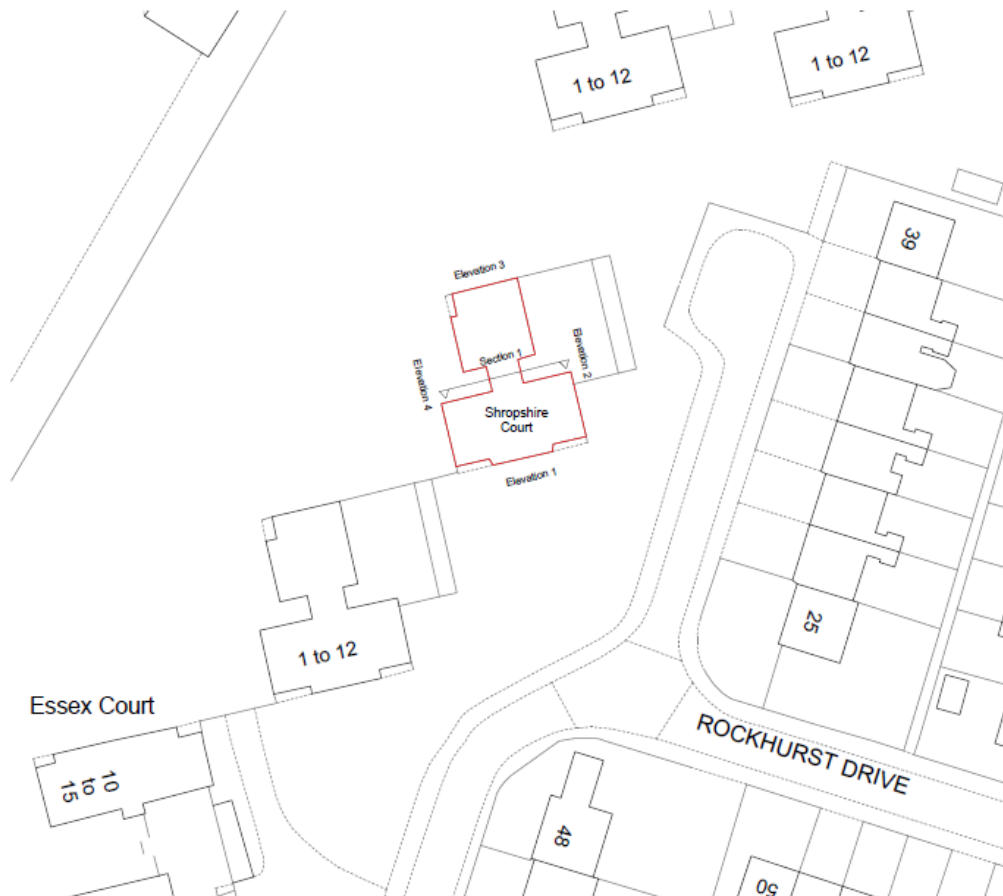 1 to 12
1 to 12
39
Elevation 3
Section 1
Elevation 2
Elevation 4
Shropshire
Court
Elevation 1
25
1 to 12
Essex Court
10
to
15
ROCKHURST DRIVE
48
50